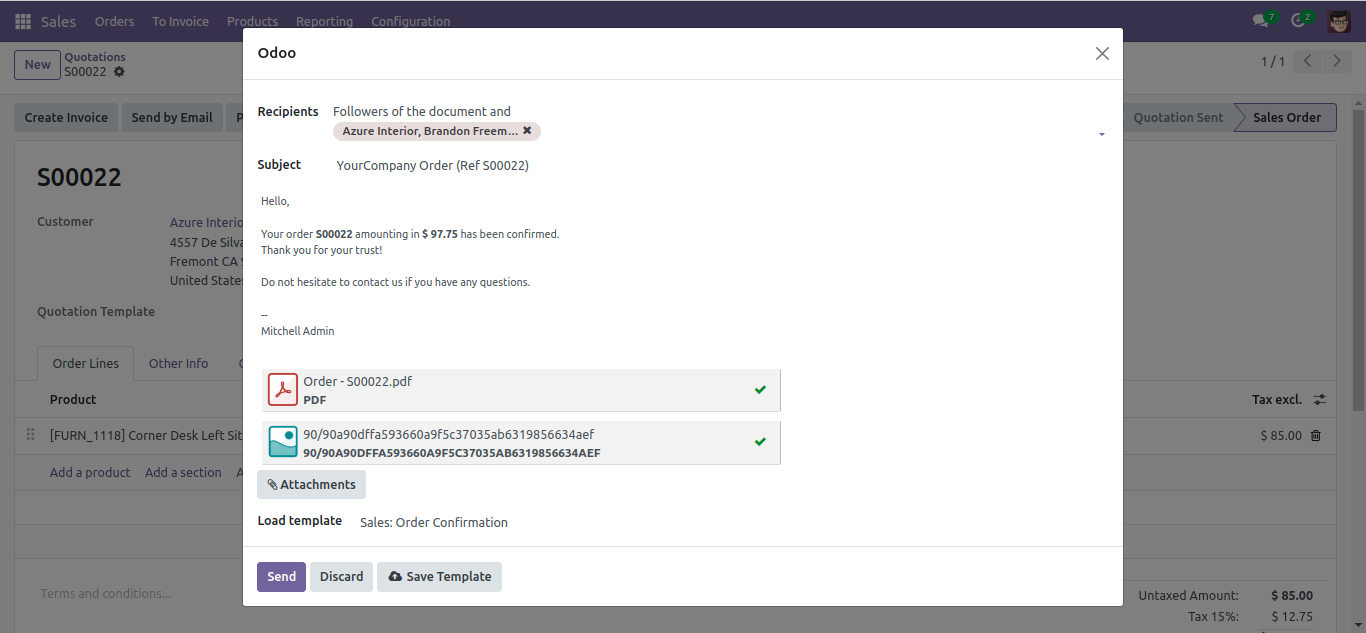 Sales Orders To Invoice Products Reporting Configuration 7 2
New Quotations
S00022
1 / 1
Create Invoice Send by Email P Quotation Sent Sales Order
S00022
Customer Azure Interio
4557 De Silva
Fremont CA
United States
Quotation Template
Order Lines Other Info
Product Tax excl.
[FURN_1118] Corner Desk Left Sit $ 85.00
Add a product Add a section A
Terms and conditions...
Untaxed Amount: $ 85.00
Tax 15%: $ 12.75
Odoo
Recipients Followers of the document and
Azure Interior, Brandon Freem...
Subject YourCompany Order (Ref S00022)
Hello,
Your order S00022 amounting in $ 97.75 has been confirmed.
Thank you for your trust!
Do not hesitate to contact us if you have any questions.
--
Mitchell Admin
Order - S00022.pdf
PDF
90/90a90dffa593660a9f5c37035ab6319856634aef
90/90A90DFFA593660A9F5C37035AB6319856634AEF
Attachments
Load template Sales: Order Confirmation
Send Discard Save Template